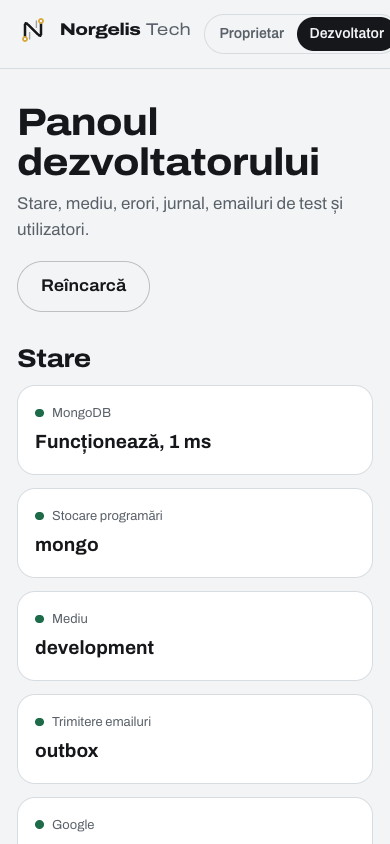 Norgelis Tech
Proprietar
Dezvoltator
Panoul
dezvoltatorului
Stare, mediu, erori, jurnal, emailuri de test și
utilizatori.
Reîncarcă
Stare
MongoDB
Funcționează, 1 ms
Stocare programări
mongo
Mediu
development
Trimitere emailuri
outbox
Google